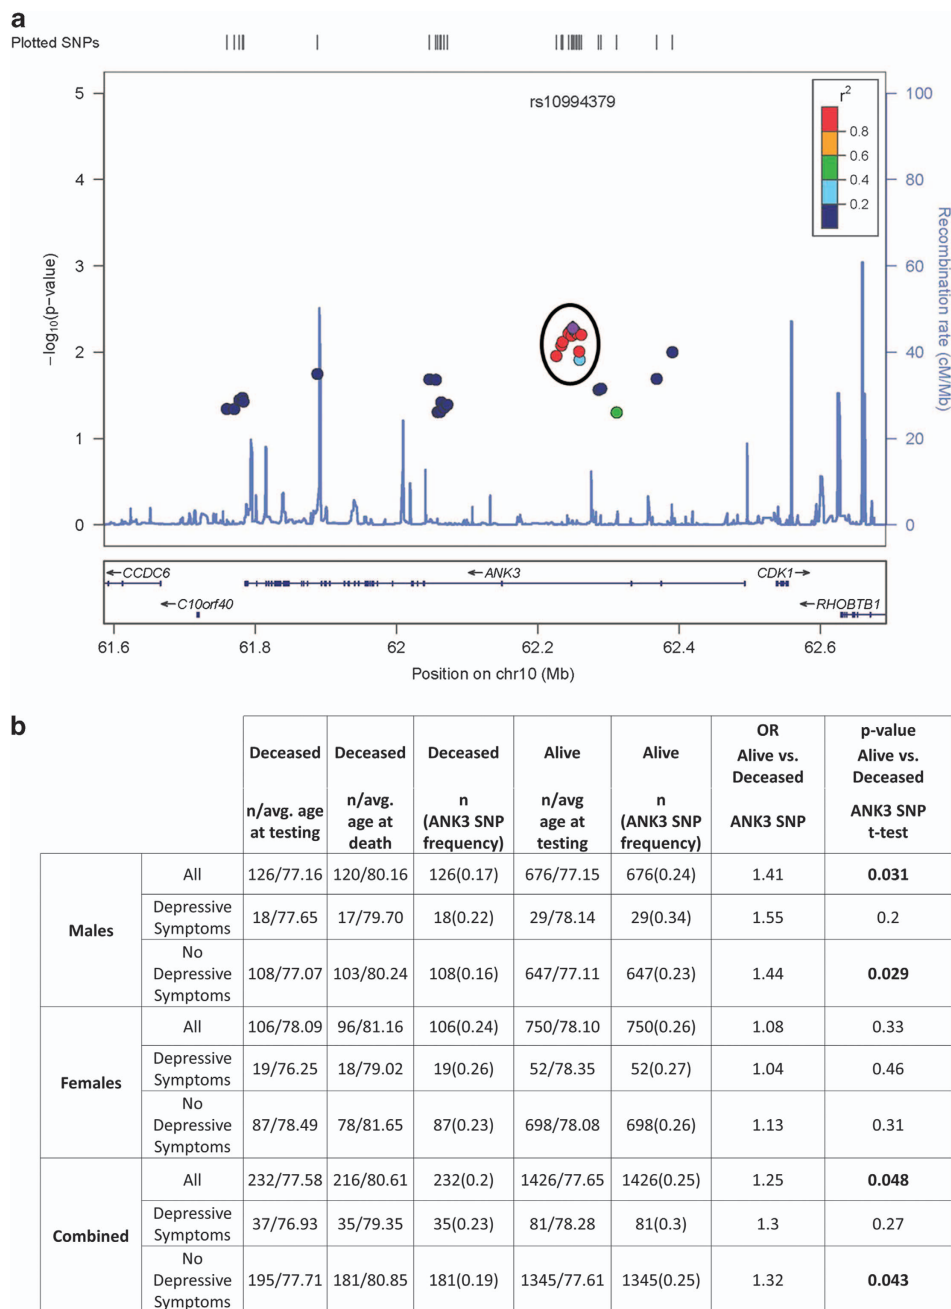 a
Plotted SNPs
rs10994379
r2
0.8
0.6
0.4
0.2
5
4
3
2
1
0
−log10(p−value)
100
80
60
40
20
0
Recombination rate (cM/Mb)
←CCDC6
←ANK3
CDK1→
←C10orf40
←RHOBTB1
61.6 61.8 62 62.2 62.4 62.6
Position on chr10 (Mb)
b
Deceased Deceased Deceased Alive Alive OR Alive vs. Deceased p-value Alive vs. Deceased
n/avg. age at testing n/avg. age at death n (ANK3 SNP frequency) n/avg age at testing n (ANK3 SNP frequency) ANK3 SNP ANK3 SNP t-test
Males
All 126/77.16 120/80.16 126(0.17) 676/77.15 676(0.24) 1.41 0.031
Depressive Symptoms 18/77.65 17/79.70 18(0.22) 29/78.14 29(0.34) 1.55 0.2
No Depressive Symptoms 108/77.07 103/80.24 108(0.16) 647/77.11 647(0.23) 1.44 0.029
Females
All 106/78.09 96/81.16 106(0.24) 750/78.10 750(0.26) 1.08 0.33
Depressive Symptoms 19/76.25 18/79.02 19(0.26) 52/78.35 52(0.27) 1.04 0.46
No Depressive Symptoms 87/78.49 78/81.65 87(0.23) 698/78.08 698(0.26) 1.13 0.31
Combined
All 232/77.58 216/80.61 232(0.2) 1426/77.65 1426(0.25) 1.25 0.048
Depressive Symptoms 37/76.93 35/79.35 35(0.23) 81/78.28 81(0.3) 1.3 0.27
No Depressive Symptoms 195/77.71 181/80.85 181(0.19) 1345/77.61 1345(0.25) 1.32 0.043